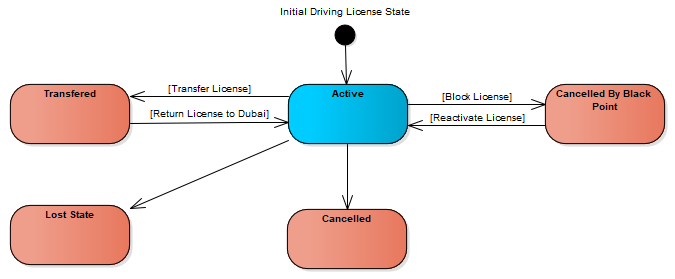 Initial Driving License State
Transfered
[Transfer License]
[Return License to Dubai]
Active
[Block License]
[Reactivate License]
Cancelled By Black
Point
Lost State
Cancelled